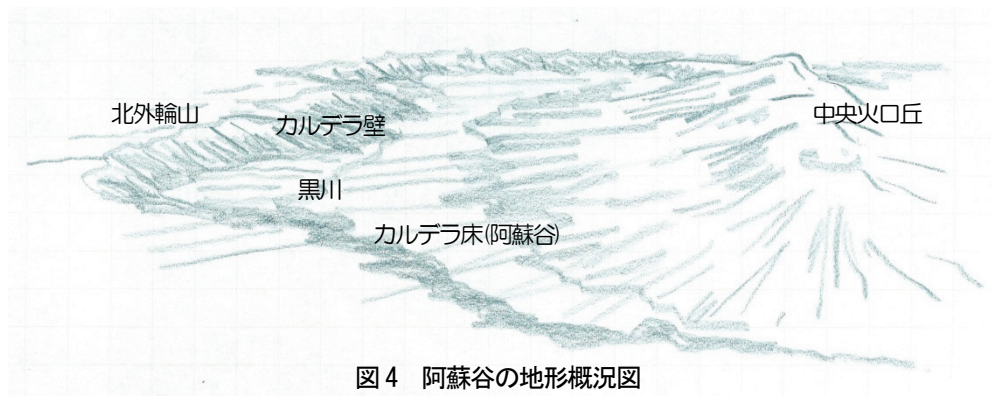 北外輪山
カルデラ壁
中央火口丘
黒川
カルデラ床(阿蘇谷)
図4 阿蘇谷の地形概況図